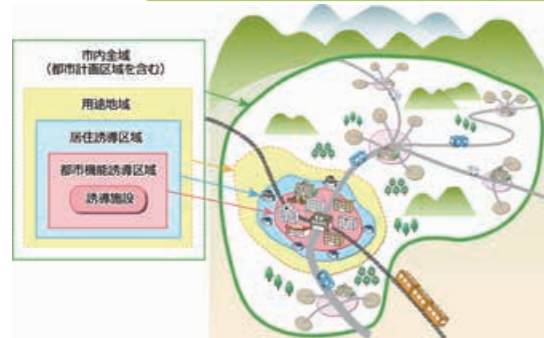 市内全域
（都市計画区域を含む）
用途地域
居住誘導区域
都市機能誘導区域
誘導施設